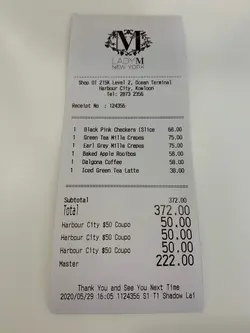 M
LADY M
NEW YORK
Shop OT 215A Level 2, Ocean Terminal
Harbour City, Kowloon
Tel: 2873 2356
Receipt No : 124356
1 Black Pink Checkers (Slice 68.00
1 Green Tea Mille Crepes 75.00
1 Earl Grey Mille Crepes 75.00
1 Baked Apple Rooibos 58.00
1 Dalgona Coffee 58.00
1 Iced Green Tea Latte 38.00
Subtotal 372.00
Total 372.00
Harbour City $50 Coupo 50.00
Harbour City $50 Coupo 50.00
Harbour City $50 Coupo 50.00
Master 222.00
Thank You and See You Next Time
2020/05/29 16:05 1124356 S1 T1 Shadow Lai